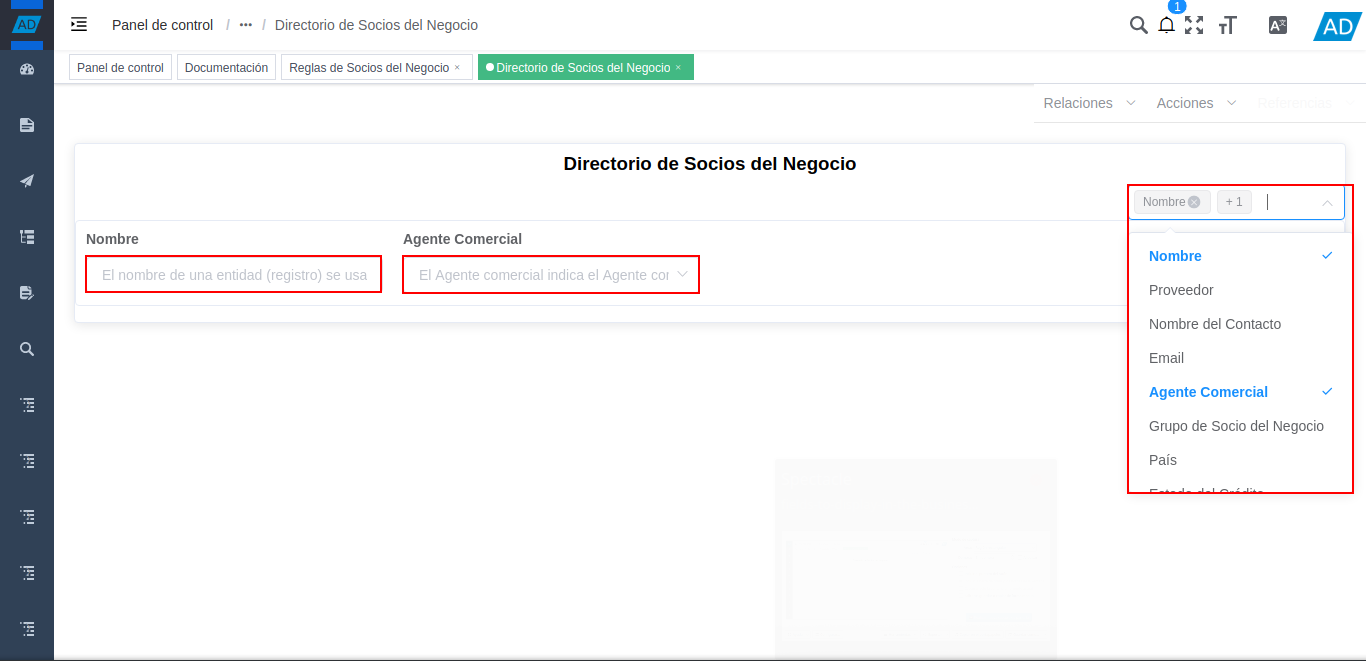 AD
Panel de control / ••• / Directorio de Socios del Negocio
1
AD
Panel de control
Documentación
Reglas de Socios del Negocio ×
Directorio de Socios del Negocio ×
Relaciones
Acciones
Referencias
Directorio de Socios del Negocio
Nombre
+ 1
Nombre
Agente Comercial
El nombre de una entidad (registro) se usa
El Agente comercial indica el Agente cor
Nombre
Proveedor
Nombre del Contacto
Email
Agente Comercial
Grupo de Socio del Negocio
País
Estado del Crédito